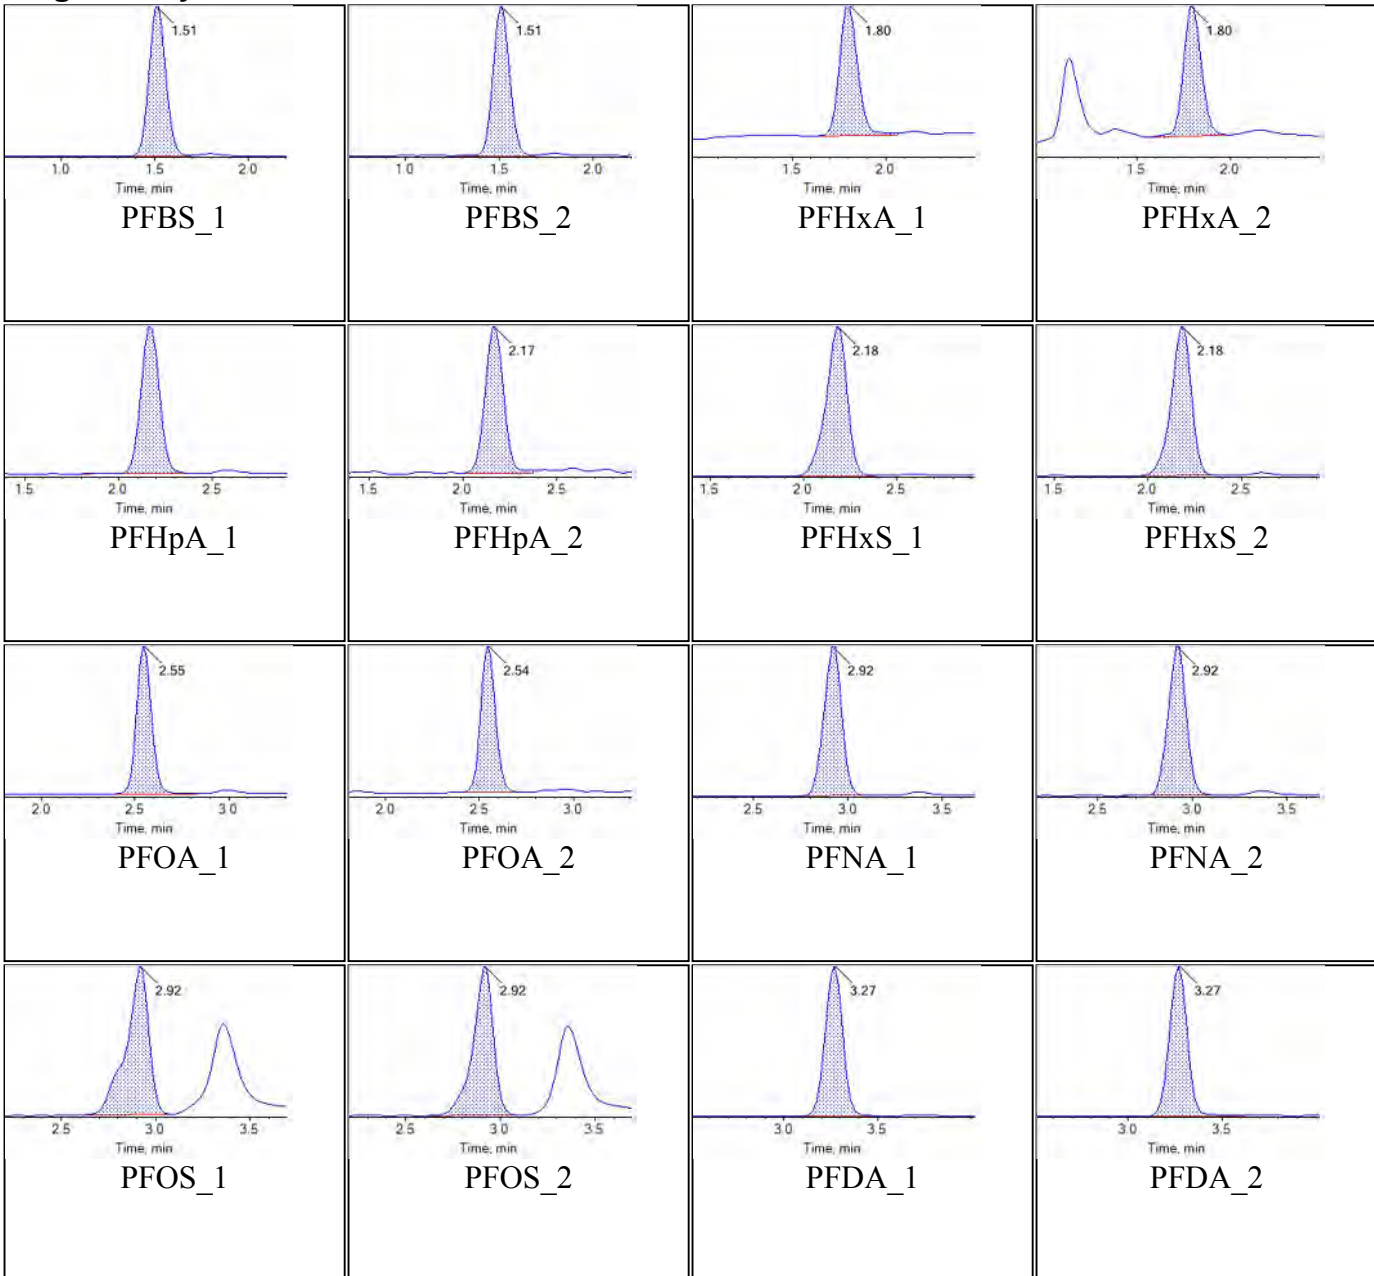 1.51 1.51 1.80 1.80
1.0 1.5 2.0 1.0 1.5 2.0 1.5 2.0 1.5 2.0
Time, min Time, min Time, min Time, min
PFBS_1 PFBS_2 PFHxA_1 PFHxA_2
2.17 2.18 2.18
1.5 2.0 2.5 1.5 2.0 2.5 1.5 2.0 2.5 1.5 2.0 2.5
Time, min Time, min Time, min Time, min
PFHpA_1 PFHpA_2 PFHxS_1 PFHxS_2
2.55 2.54 2.92 2.92
2.0 2.5 3.0 2.0 2.5 3.0 2.5 3.0 3.5 2.5 3.0 3.5
Time, min Time, min Time, min Time, min
PFOA_1 PFOA_2 PFNA_1 PFNA_2
2.92 2.92 3.27 3.27
2.5 3.0 3.5 2.5 3.0 3.5 3.0 3.5 3.0 3.5
Time, min Time, min Time, min Time, min
PFOS_1 PFOS_2 PFDA_1 PFDA_2